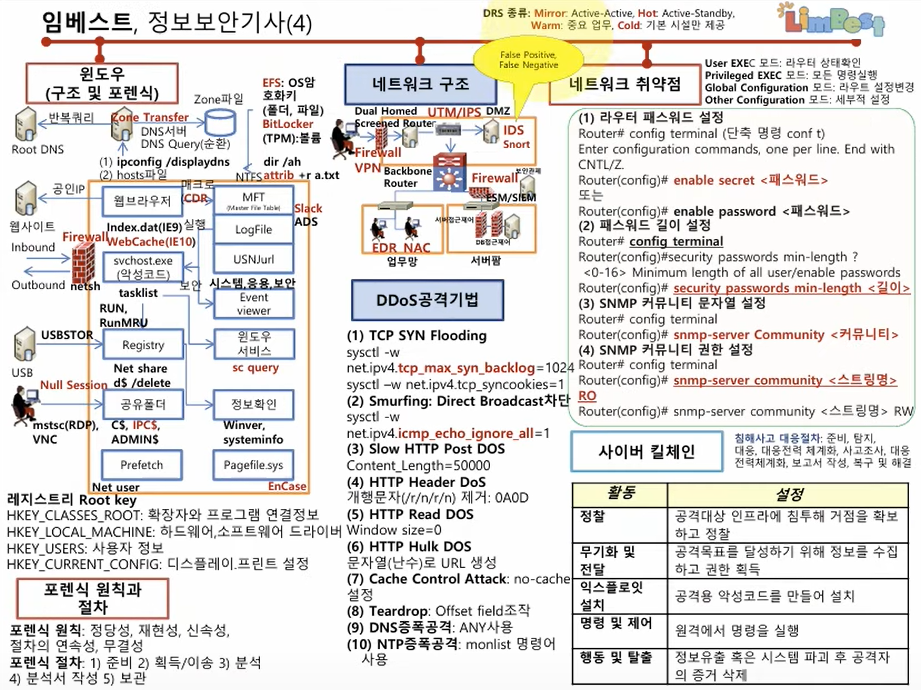 임베스트, 정보보안기사(4)
DRS 종류: Mirror: Active-Active, Hot: Active-Standby,
Warm: 중요 업무, Cold: 기본 시설만 제공
LimBest
False Positive,
False Negative
윈도우
(구조 및 포렌식)
EFS: OS암
호화키
(폴더, 파일)
BitLocker
(TPM):볼륨
Zone파일
반복쿼리
Zone Transfer
DNS서버
DNS Query(순환)
Root DNS
(1) ipconfig /displaydns
(2) hosts파일
dir /ah
attrib +r a.txt
NTFS
공인IP
매크로
CDR
웹브라우저
MFT
(Master File Table)
Slack
ADS
웹사이트
Index.dat(IE9)
WebCache(IE10)
실행
LogFile
Inbound
Firewall
svchost.exe
(악성코드)
USNJurl
Outbound
netsh
보안
시스템,응용,보안
tasklist
Event
viewer
RUN,
RunMRU
USBSTOR
Registry
윈도우
서비스
USB
Net share
d$ /delete
sc query
Null Session
공유폴더
정보확인
mstsc(RDP),
VNC
C$, IPC$,
ADMIN$
Winver,
systeminfo
Prefetch
Pagefile.sys
Net user
EnCase
레지스트리 Root key
HKEY_CLASSES_ROOT: 확장자와 프로그램 연결정보
HKEY_LOCAL_MACHINE: 하드웨어,소프트웨어 드라이버
HKEY_USERS: 사용자 정보
HKEY_CURRENT_CONFIG: 디스플레이.프린트 설정
포렌식 원칙과
절차
포렌식 원칙: 정당성, 재현성, 신속성,
절차의 연속성, 무결성
포렌식 절차: 1) 준비 2) 획득/이송 3) 분석
4) 분석서 작성 5) 보관
네트워크 구조
Dual Homed
Screened Router
UTM/IPS
DMZ
IDS
Snort
Firewall
VPN
Backbone
Router
Firewall
보안관제
ESM/SIEM
서버접근제어
DB접근제어
EDR NAC
업무망
서버팜
DDoS공격기법
(1) TCP SYN Flooding
sysctl -w
net.ipv4.tcp_max_syn_backlog=1024
sysctl –w net.ipv4.tcp_syncookies=1
(2) Smurfing: Direct Broadcast차단
sysctl -w
net.ipv4.icmp_echo_ignore_all=1
(3) Slow HTTP Post DOS
Content_Length=50000
(4) HTTP Header DoS
개행문자(/r/n/r/n) 제거: 0A0D
(5) HTTP Read DOS
Window size=0
(6) HTTP Hulk DOS
문자열(난수)로 URL 생성
(7) Cache Control Attack: no-cache
설정
(8) Teardrop: Offset field조작
(9) DNS증폭공격: ANY사용
(10) NTP증폭공격: monlist 명령어
사용
네트워크 취약점
User EXEC 모드: 라우터 상태확인
Privileged EXEC 모드: 모든 명령실행
Global Configuration 모드: 라우트 설정변경
Other Configuration 모드: 세부적 설정
(1) 라우터 패스워드 설정
Router# config terminal (단축 명령 conf t)
Enter configuration commands, one per line. End with
CNTL/Z.
Router(config)# enable secret <패스워드>
또는
Router(config)# enable password <패스워드>
(2) 패스워드 길이 설정
Router# config terminal
Router(config)#security passwords min-length ?
<0-16> Minimum length of all user/enable passwords
Router(config)# security passwords min-length <길이>
(3) SNMP 커뮤니티 문자열 설정
Router# config terminal
Router(config)# snmp-server Community <커뮤니티>
(4) SNMP 커뮤니티 권한 설정
Router# config terminal
Router(config)# snmp-server community <스트링명>
RO
Router(config)# snmp-server community <스트링명> RW
사이버 킬체인
침해사고 대응절차: 준비, 탐지,
대응, 대응전략 체계화, 사고조사, 대응
전략체계화, 보고서 작성, 복구 및 해결
활동 설정
정찰 공격대상 인프라에 침투해 거점을 확보
하고 정찰
무기화 및
전달 공격목표를 달성하기 위해 정보를 수집
하고 권한 획득
익스플로잇
설치 공격용 악성코드를 만들어 설치
명령 및 제어 원격에서 명령을 실행
행동 및 탈출 정보유출 혹은 시스템 파괴 후 공격자
의 증거 삭제